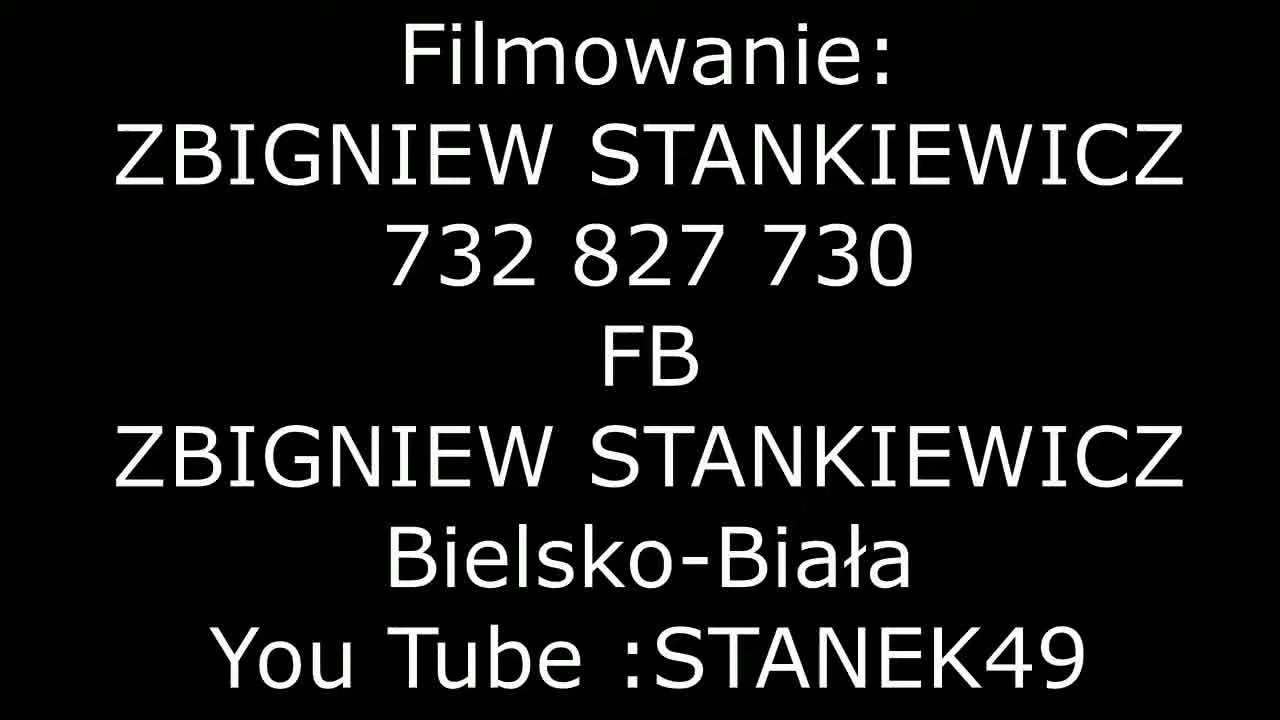 Filmowanie:
ZBIGNIEW STANKIEWICZ
732 827 730
FB
ZBIGNIEW STANKIEWICZ
Bielsko-Biała
You Tube :STANEK49